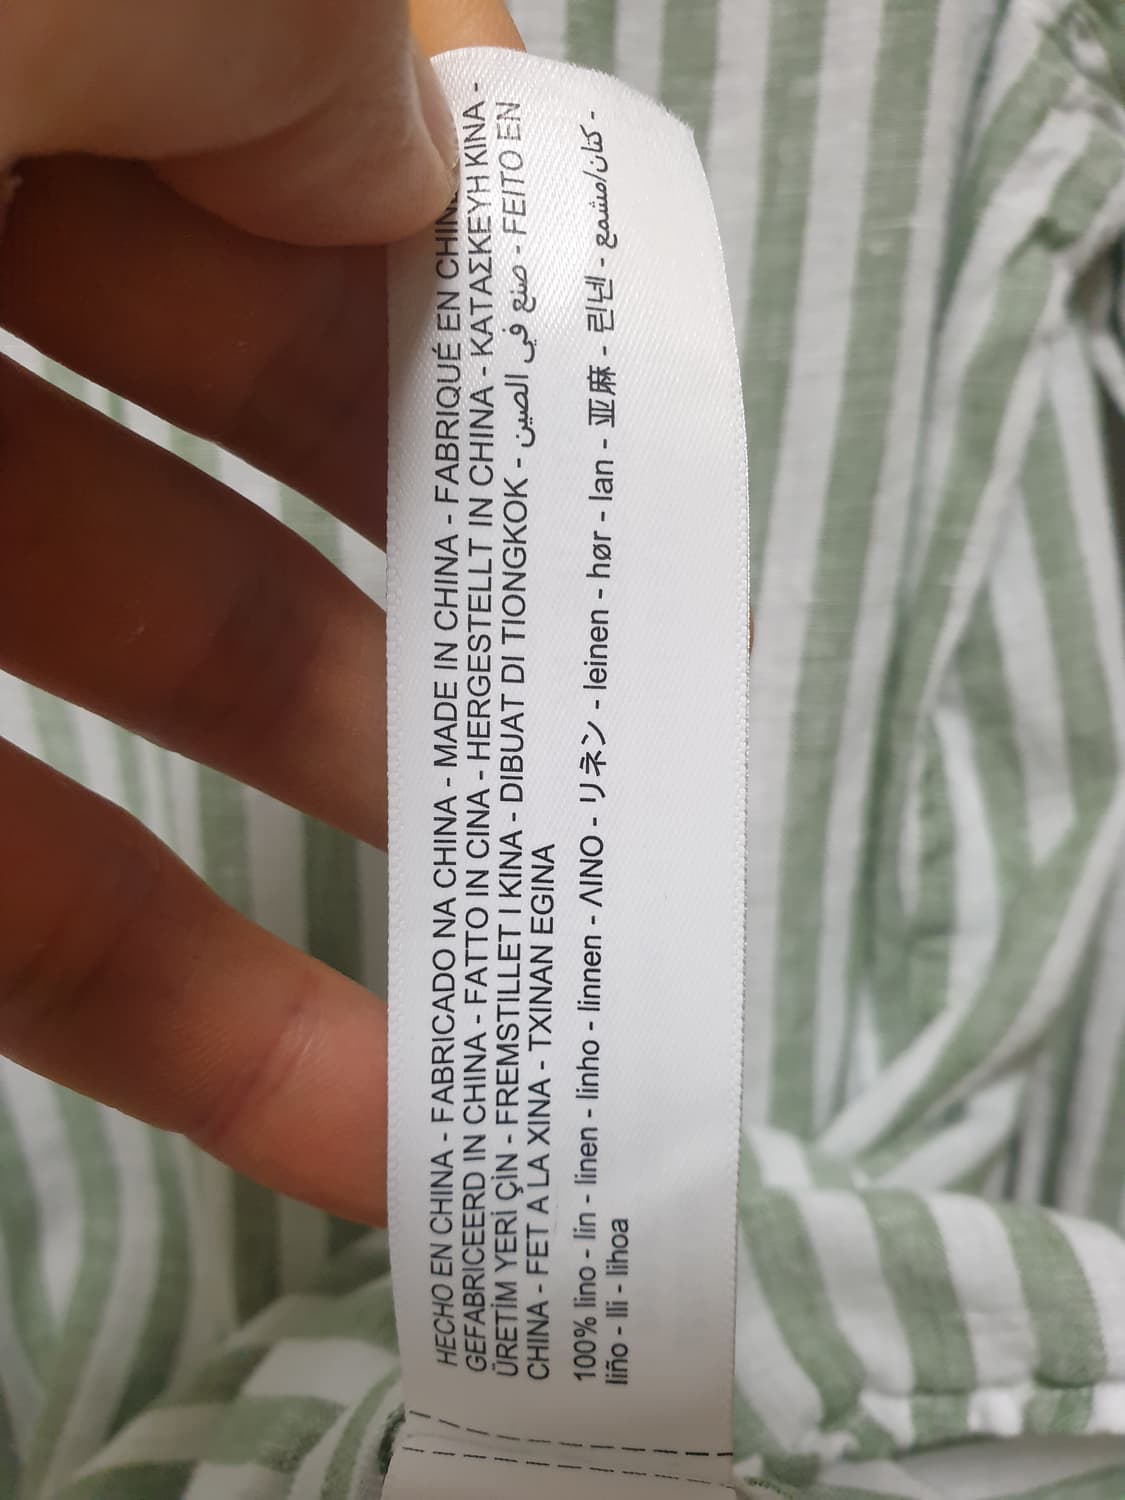 HECHO EN CHINA - FABRICADO NA CHINA - MADE IN CHINA - FABRIQUÉ EN
GEFABRICEERD IN CHINA - FATTO IN CINA - HERGESTELLT IN CHINA - ΚΑΤΑΣΚΕΥΗ ΚΙΝΑ -
ÜRETİM YERİ ÇİN - FREMSTILLET I KINA - DIBUAT DI TIONGKOK - صنع في الصين - FEITO EN
CHINA - FET A LA XINA - TXINAN EGINA
100% lino - lin - linen - linho - linnen - ΛΙΝΟ - リネン - leinen - hør - lan - 亚麻 - 린넨 - كتان/مشمع -
liño - lli - lihoa